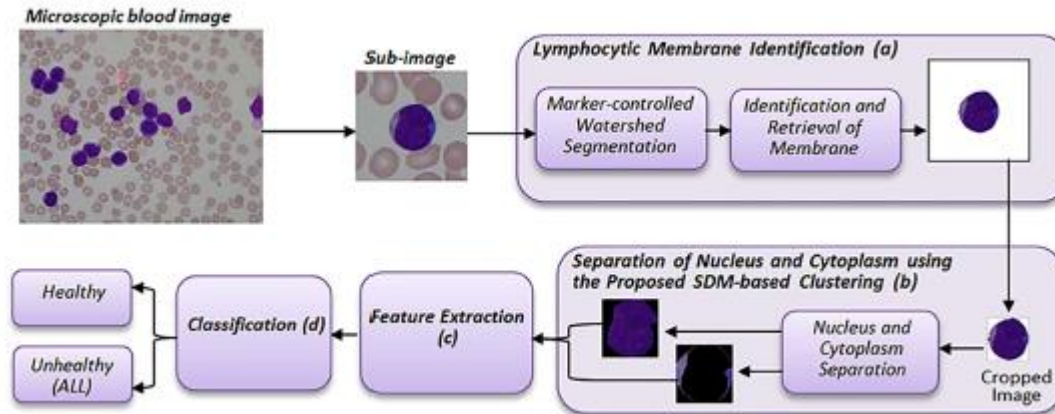 Microscopic blood image
Sub-image
Lymphocytic Membrane Identification (a)
Marker-controlled
Watershed
Segmentation
Identification and
Retrieval of
Membrane
Separation of Nucleus and Cytoplasm using
the Proposed SDM-based Clustering (b)
Nucleus and
Cytoplasm
Separation
Cropped
Image
Feature Extraction
(c)
Classification (d)
Healthy
Unhealthy
(ALL)